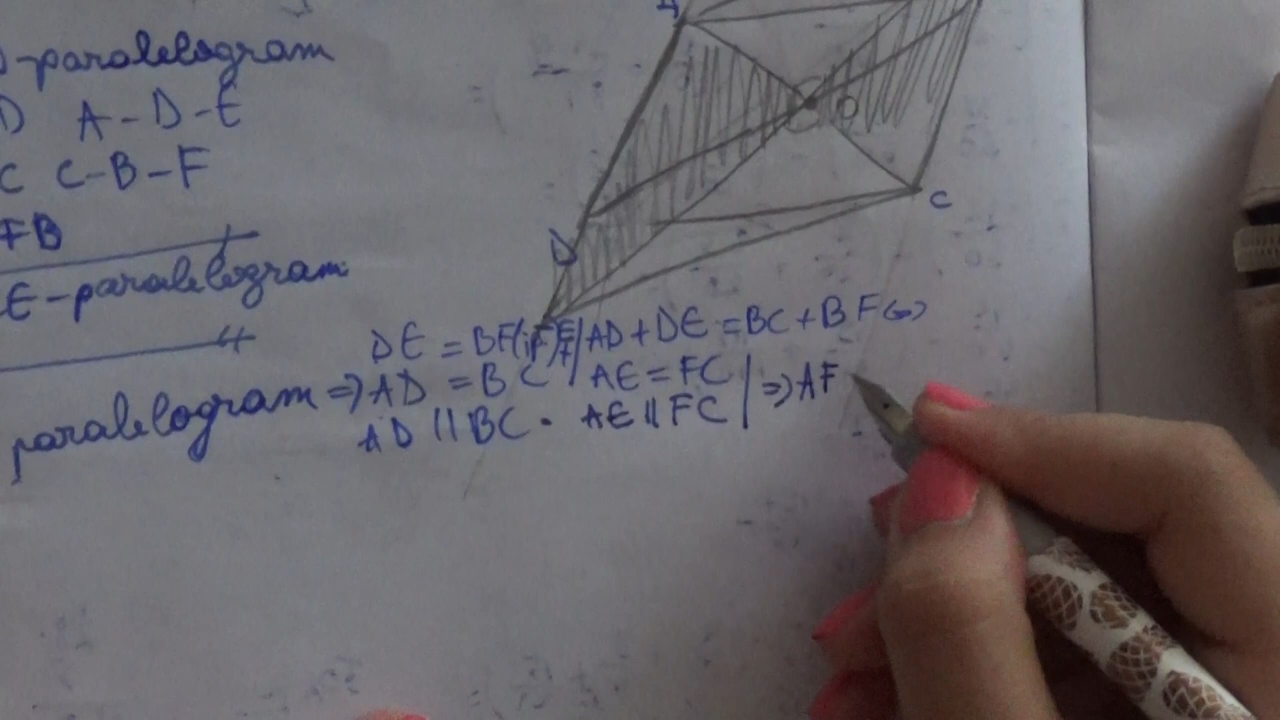 -paralelogram
D A-D-E
C C-B-F
FB
E-paralelogram
DE = BF / AD + DE = BC + BF
paralelogram => AD = BC / AE = FC | => AF
AD || BC. AE || FC
A
O
C
D